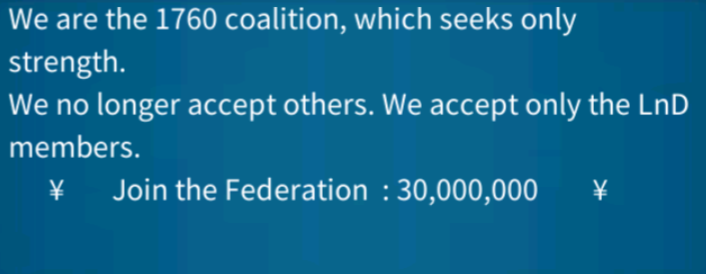 We are the 1760 coalition, which seeks only
strength.
We no longer accept others. We accept only the LnD
members.
¥ Join the Federation : 30,000,000 ¥